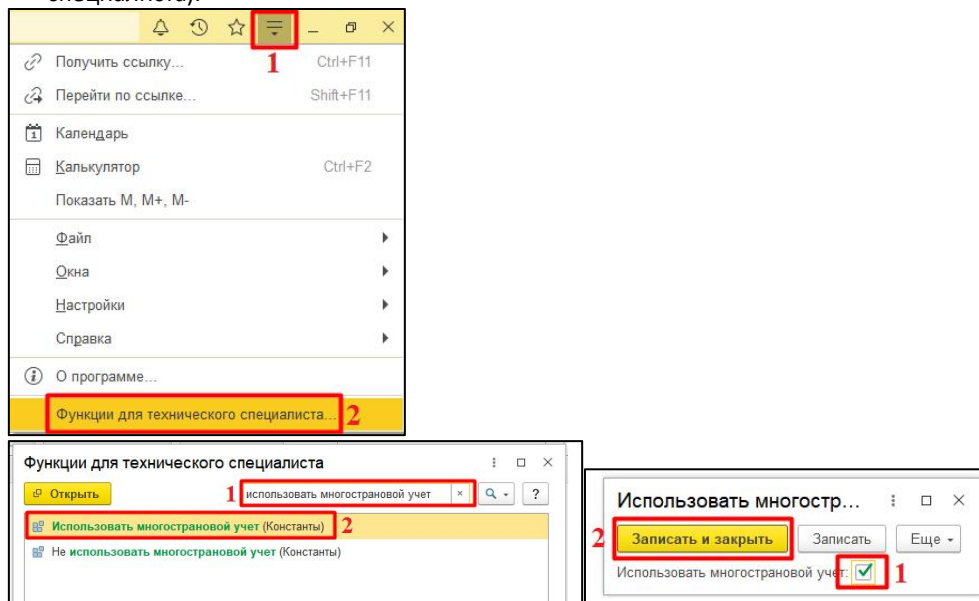 специалиста).
1
Получить ссылку... Ctrl+F11
Перейти по ссылке... Shift+F11
Календарь
Калькулятор Ctrl+F2
Показать M, M+, M-
Файл
Окна
Настройки
Справка
О программе...
Функции для технического специалиста... 2
Функции для технического специалиста
Открыть 1 использовать многострановой учет × ?
Использовать многострановой учет (Константы) 2
Не использовать многострановой учет (Константы)
Использовать многостр...
2 Записать и закрыть Записать Еще
Использовать многострановой учет: 1